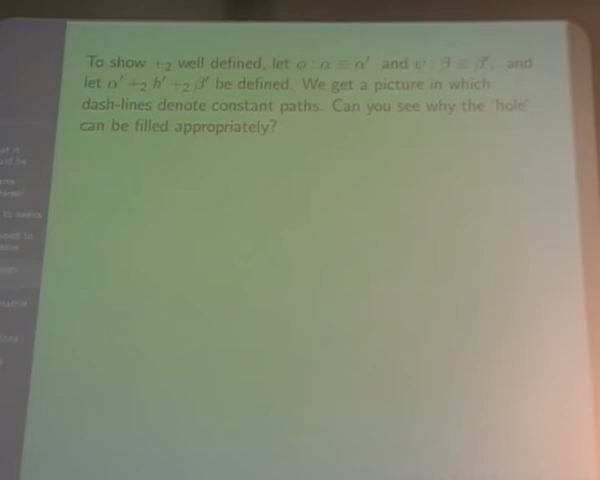 To show +₂ well defined, let φ : α ≡ α′ and ψ : β ≡ β′, and
let α′ +₂ h′ +₂ β′ be defined. We get a picture in which
dash-lines denote constant paths. Can you see why the 'hole'
can be filled appropriately?